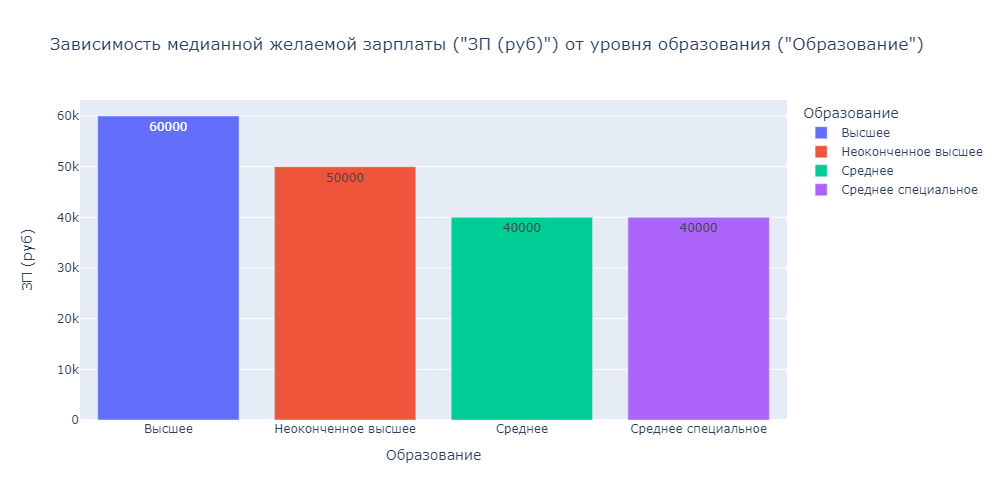 Зависимость медианной желаемой зарплаты ("ЗП (руб)") от уровня образования ("Образование")
Образование
Высшее
Неоконченное высшее
Среднее
Среднее специальное
60k
50k
40k
30k
20k
10k
0
ЗП (руб)
60000
50000
40000
40000
Высшее
Неоконченное высшее
Среднее
Среднее специальное
Образование